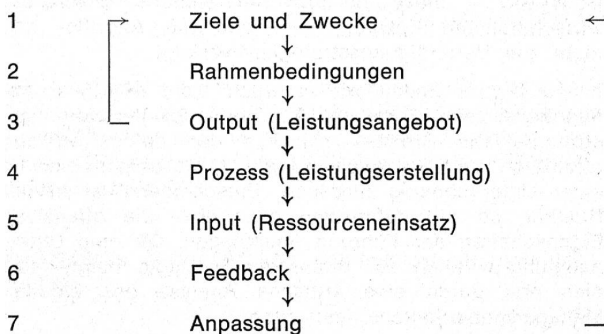 1 Ziele und Zwecke
2 Rahmenbedingungen
3 Output (Leistungsangebot)
4 Prozess (Leistungserstellung)
5 Input (Ressourceneinsatz)
6 Feedback
7 Anpassung